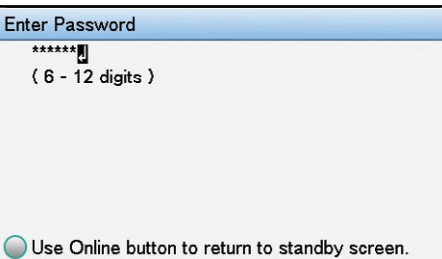 Enter Password
******↵
( 6 - 12 digits )
Use Online button to return to standby screen.